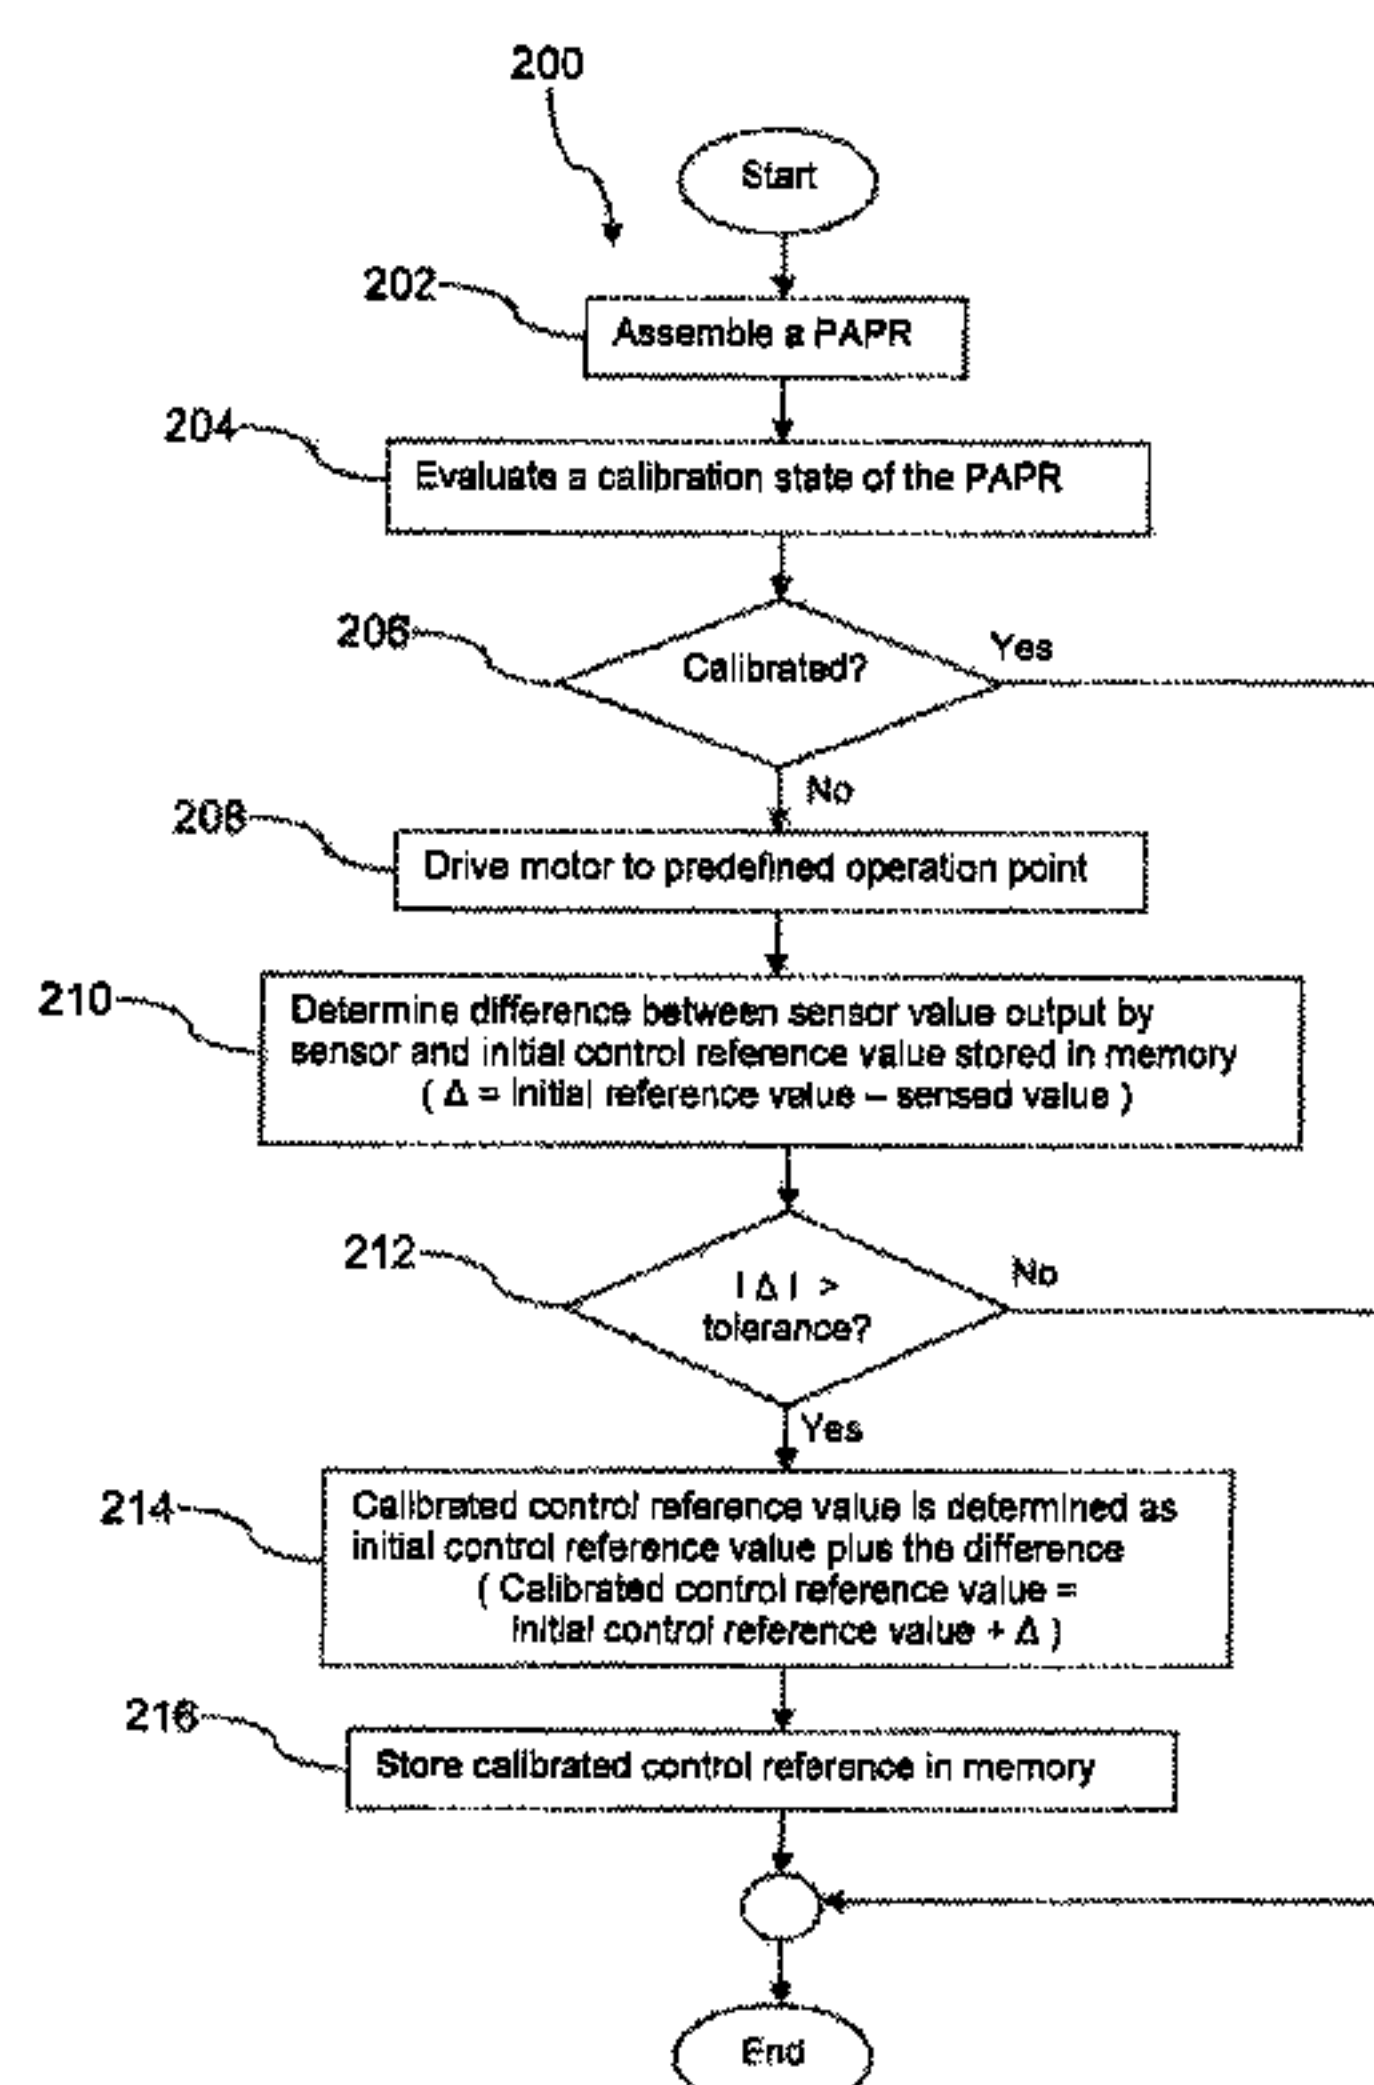 200
Start
202
Assemble a PAPR
204
Evaluate a calibration state of the PAPR
206
Calibrated?
Yes
No
208
Drive motor to predefined operation point
210
Determine difference between sensor value output by
sensor and initial control reference value stored in memory
( Δ = Initial reference value – sensed value )
212
| Δ | >
tolerance?
No
Yes
214
Calibrated control reference value is determined as
initial control reference value plus the difference
( Calibrated control reference value =
Initial control reference value + Δ )
216
Store calibrated control reference in memory
End